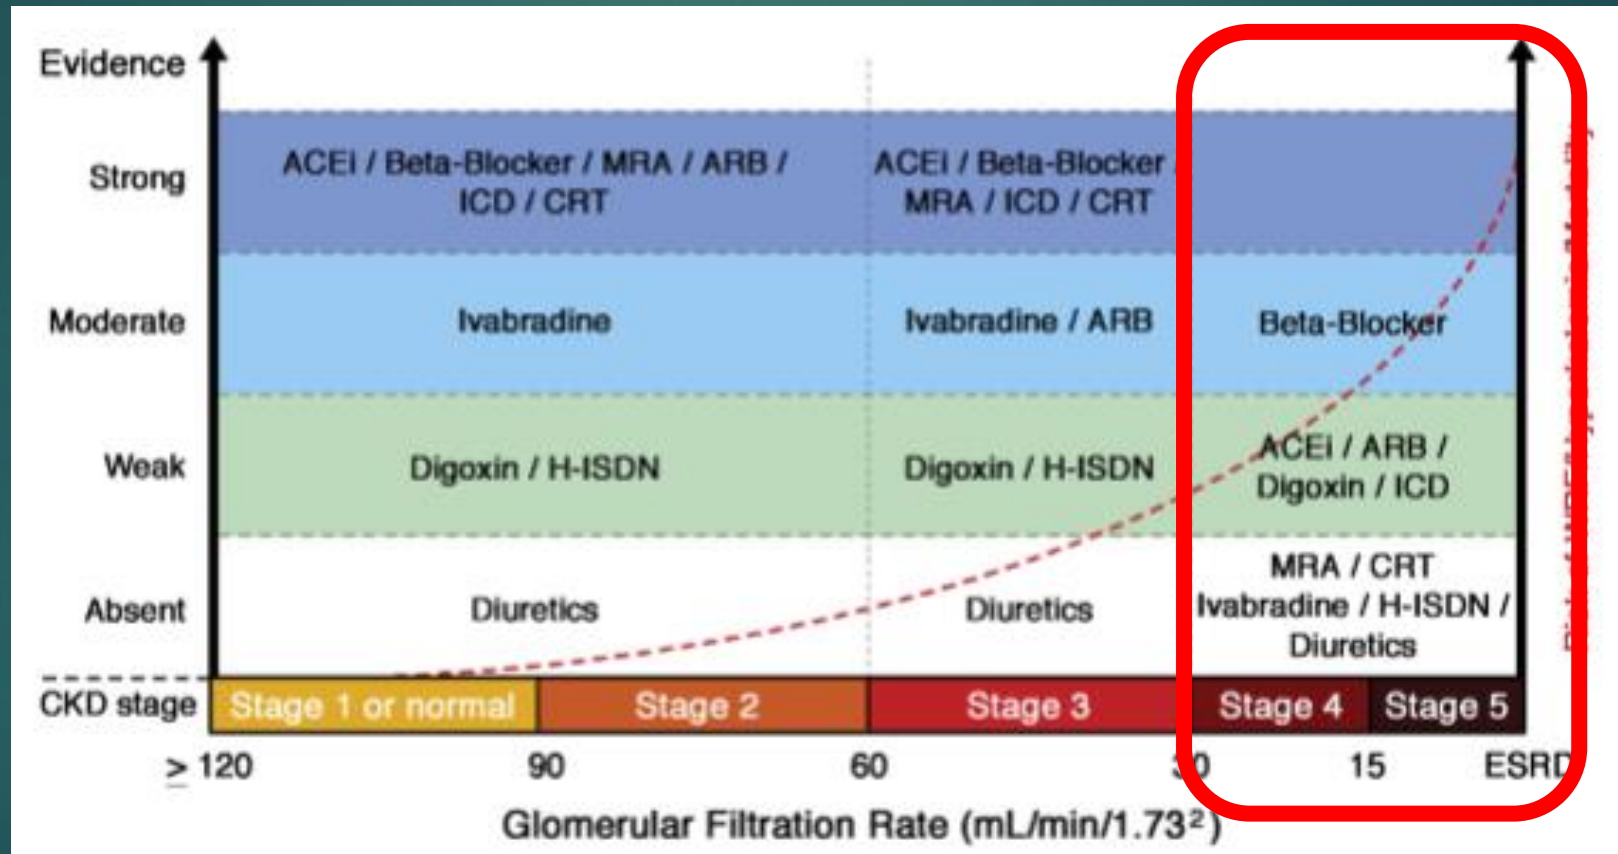 Evidence
Strong
ACEi / Beta-Blocker / MRA / ARB /
ICD / CRT
ACEi / Beta-Blocker /
MRA / ICD / CRT
Moderate
Ivabradine
Ivabradine / ARB
Beta-Blocker
Weak
Digoxin / H-ISDN
Digoxin / H-ISDN
ACEi / ARB /
Digoxin / ICD
Absent
Diuretics
Diuretics
MRA / CRT
Ivabradine / H-ISDN /
Diuretics
CKD stage
Stage 1 or normal
Stage 2
Stage 3
Stage 4
Stage 5
≥ 120
90
60
30
15
ESRD
Glomerular Filtration Rate (mL/min/1.73²)